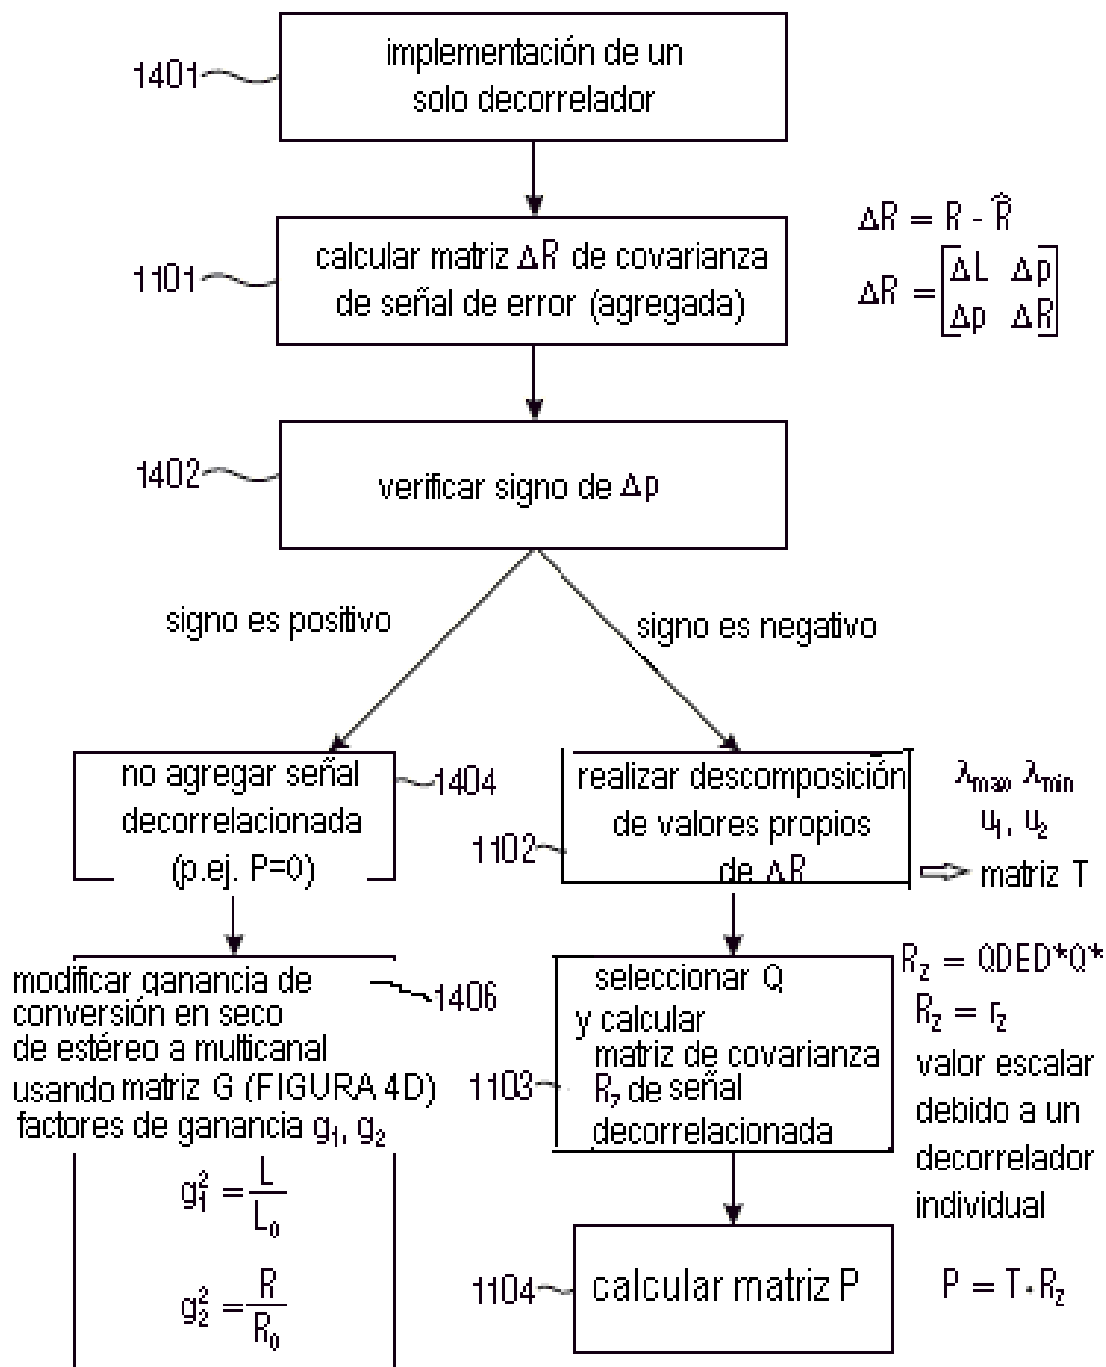 implementación de un
solo decorrelador
1401
calcular matriz ΔR de covarianza
de señal de error (agregada)
1101
ΔR = R - R̂
ΔR = [ΔL Δp
Δp ΔR]
verificar signo de Δp
1402
signo es positivo
signo es negativo
no agregar señal
decorrelacionada
(p.ej. P=0)
1404
realizar descomposición
de valores propios
de ΔR
1102
λmax, λmin
u1, u2
⇒ matriz T
modificar ganancia de
conversión en seco
de estéreo a multicanal
usando matriz G (FIGURA 4D)
factores de ganancia g1, g2
g1² = L/L0
g2² = R/R0
1406
seleccionar Q
y calcular
matriz de covarianza
Rz de señal
decorrelacionada
1103
Rz = QDED*Q*
Rz = rz
valor escalar
debido a un
decorrelador
individual
calcular matriz P
1104
P = T·Rz